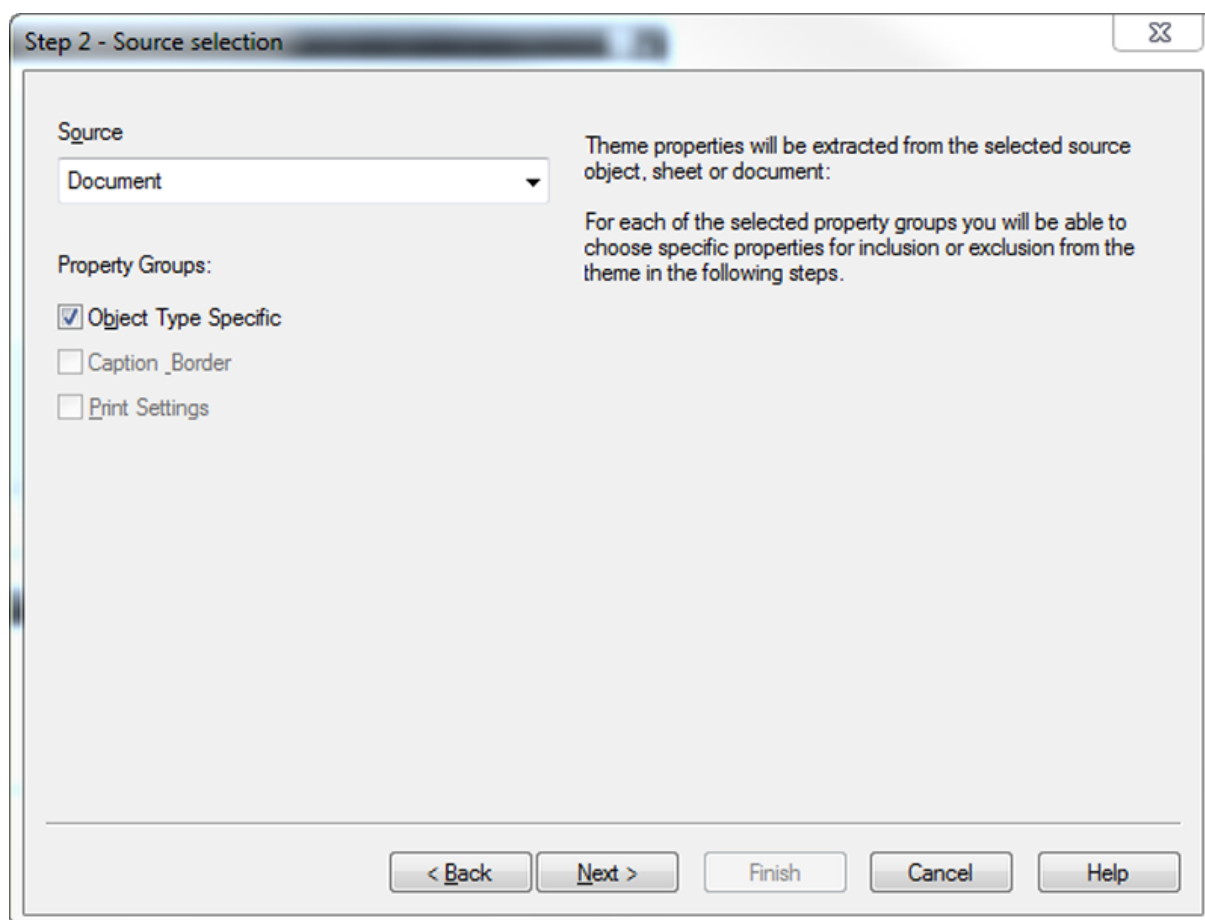 Step 2 - Source selection
Source
Document
Theme properties will be extracted from the selected source
object, sheet or document:
For each of the selected property groups you will be able to
choose specific properties for inclusion or exclusion from the
theme in the following steps.
Property Groups:
Object Type Specific
Caption _Border
Print Settings
< Back
Next >
Finish
Cancel
Help